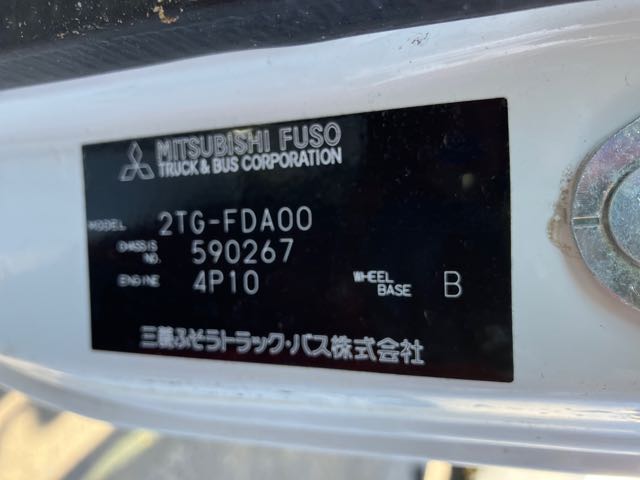 MITSUBISHI FUSO
TRUCK & BUS CORPORATION
MODEL 2TG-FDA00
CHASSIS NO. 590267
ENGINE 4P10 WHEEL BASE B
三菱ふそうトラック・バス株式会社